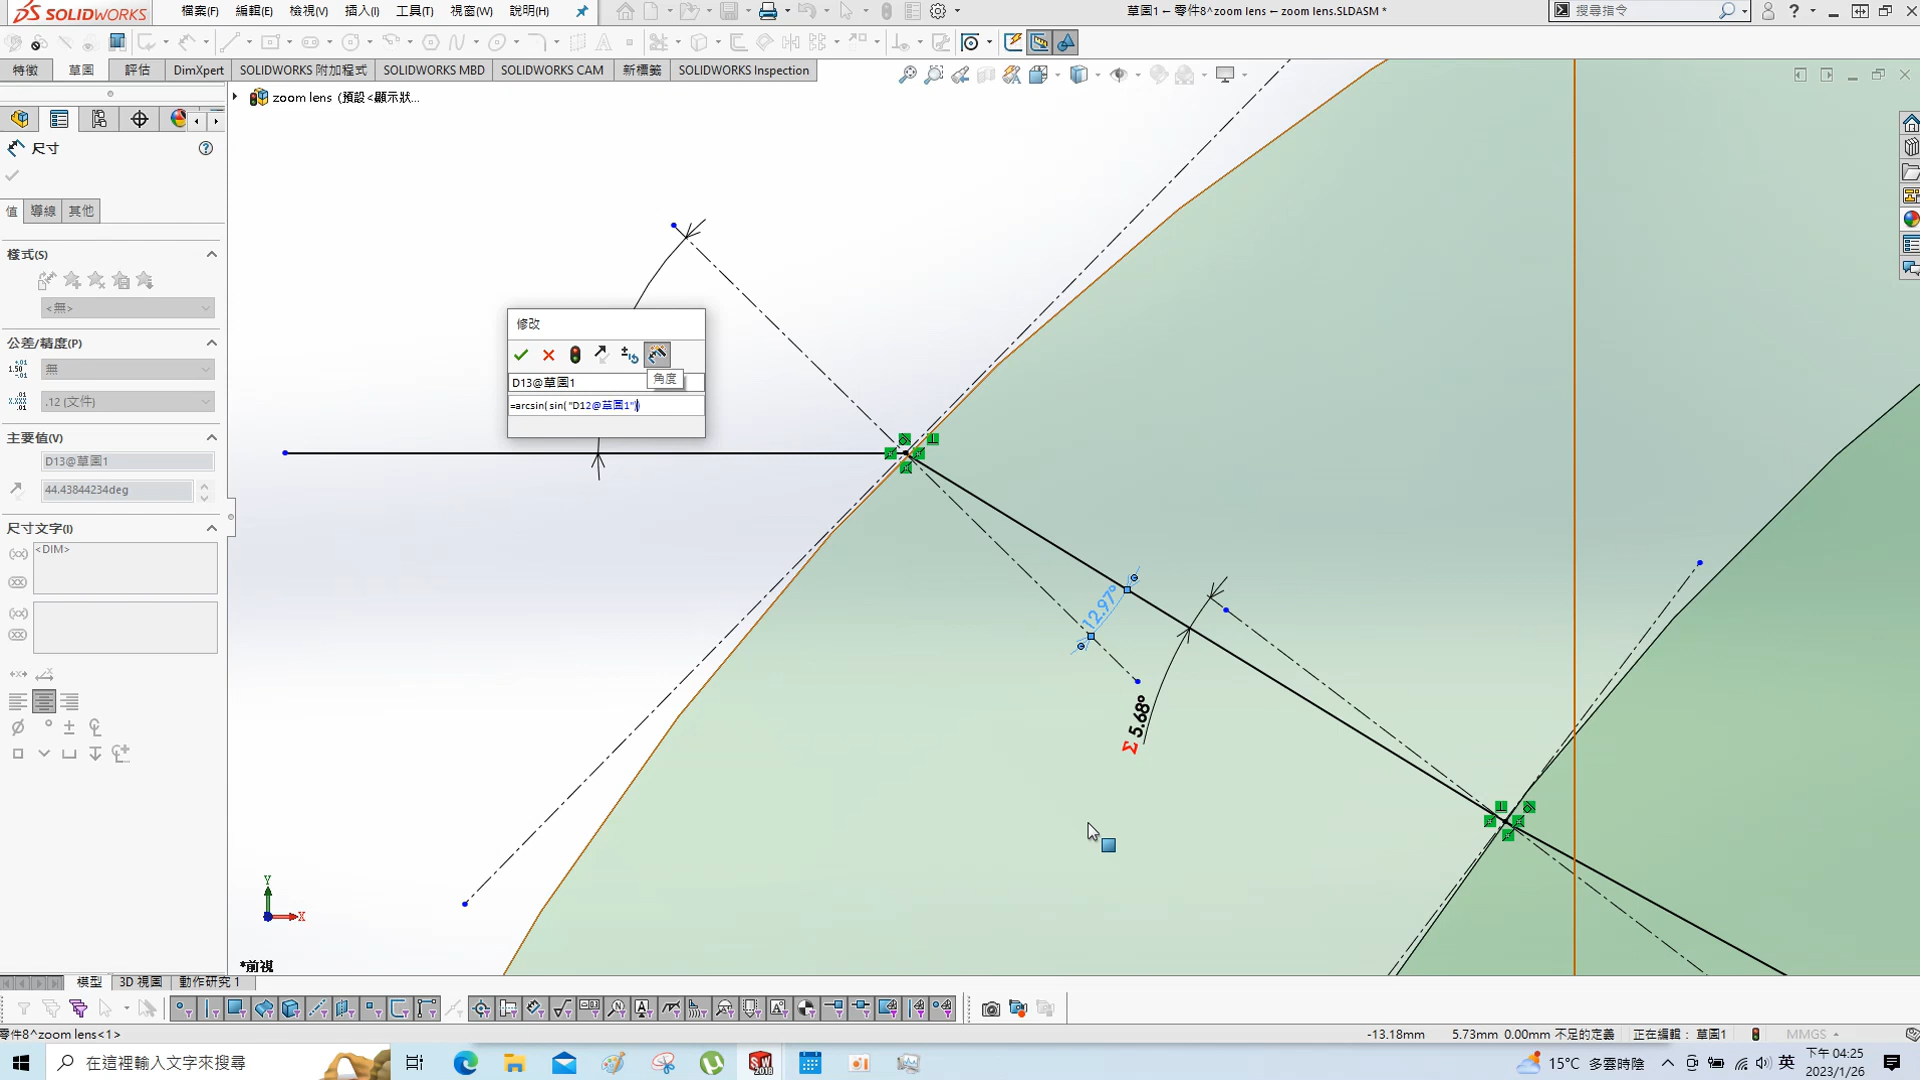 SOLIDWORKS
檔案(F) 編輯(E) 檢視(V) 插入(I) 工具(T) 視窗(W) 說明(H)
草圖1 ← 零件8^zoom lens ← zoom lens.SLDASM *
搜尋指令
特徵 草圖 評估 DimXpert SOLIDWORKS 附加程式 SOLIDWORKS MBD SOLIDWORKS CAM 新標籤 SOLIDWORKS Inspection
zoom lens (預設<顯示狀...
尺寸
值 導線 其他
樣式(S)
<無>
公差/精度(P)
無
.12 (文件)
主要值(V)
D13@草圖1
44.43844234deg
尺寸文字(I)
<DIM>
修改
D13@草圖1
角度
=arcsin( sin( "D12@草圖1")
12.97°
Σ 5.68°
Y
X
*前視
模型 3D 視圖 動作研究 1
零件8^zoom lens<1>
-13.18mm 5.73mm 0.00mm 不足的定義 正在編輯： 草圖1 MMGS
在這裡輸入文字來搜尋
15°C 多雲時陰
英
下午 04:25
2023/1/26